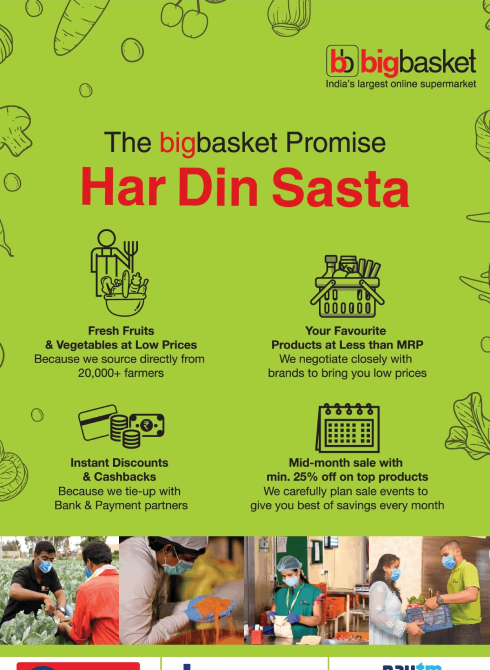 bb bigbasket
India's largest online supermarket
The bigbasket Promise
Har Din Sasta
Fresh Fruits
& Vegetables at Low Prices
Because we source directly from
20,000+ farmers
Your Favourite
Products at Less than MRP
We negotiate closely with
brands to bring you low prices
₹
Instant Discounts
& Cashbacks
Because we tie-up with
Bank & Payment partners
Mid-month sale with
min. 25% off on top products
We carefully plan sale events to
give you best of savings every month